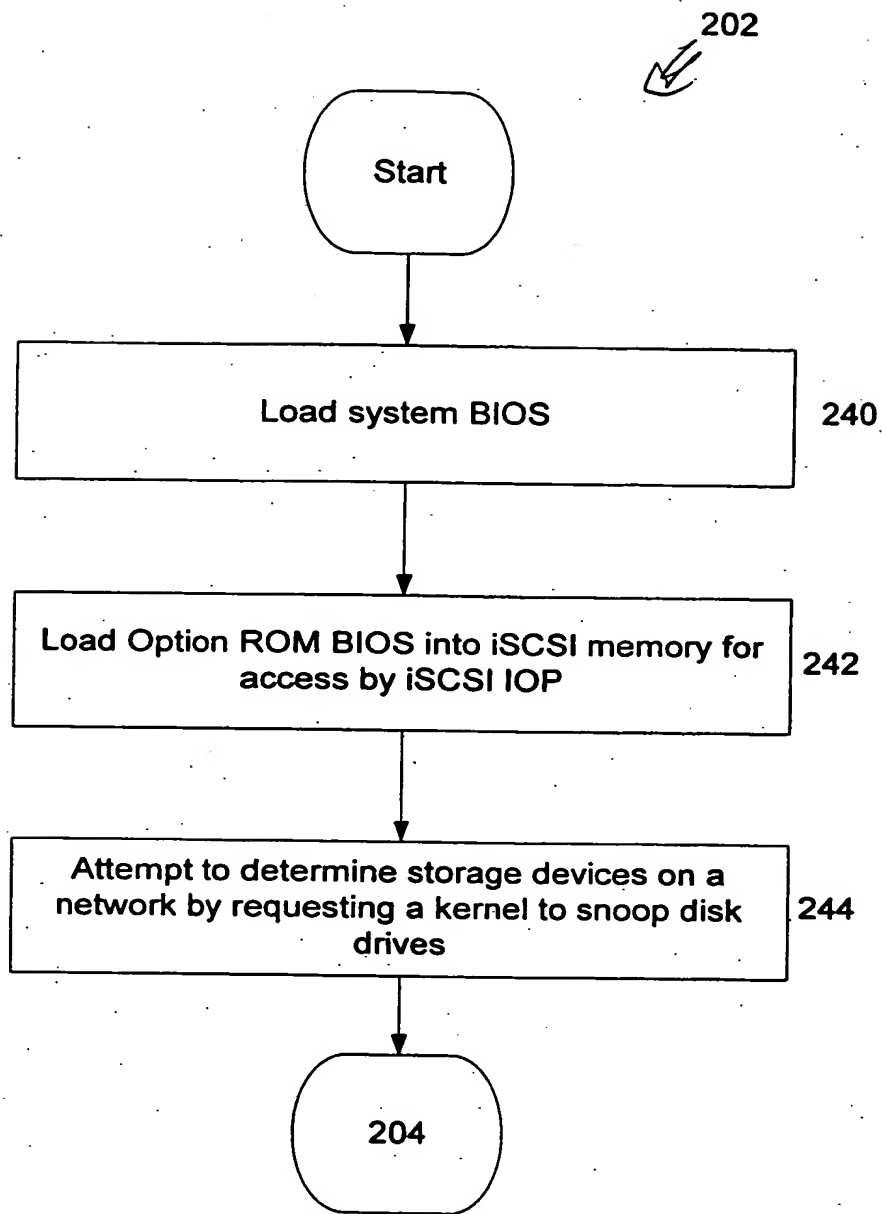 202
Start
Load system BIOS
240
Load Option ROM BIOS into iSCSI memory for
access by iSCSI IOP
242
Attempt to determine storage devices on a
network by requesting a kernel to snoop disk
drives
244
204